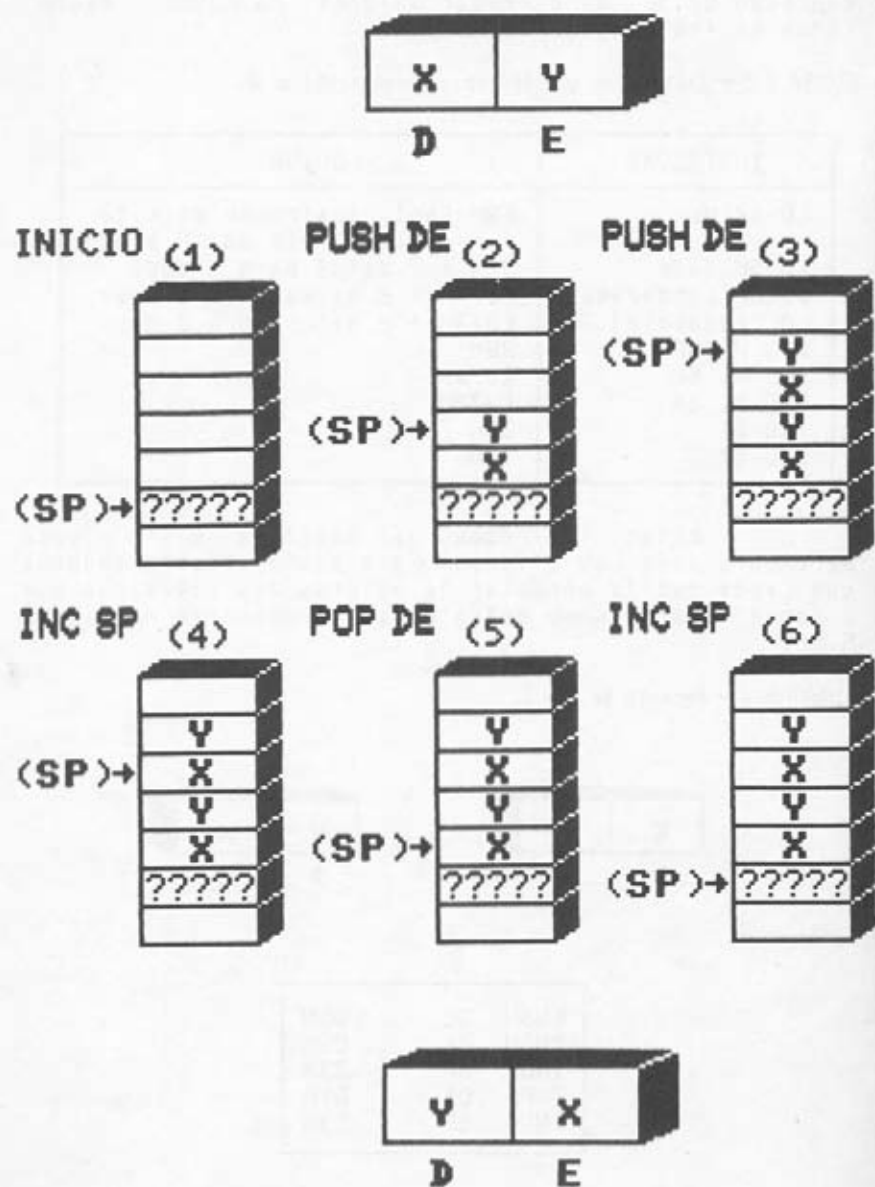 X Y
D E
INICIO (1) PUSH DE (2) PUSH DE (3)
(SP)→ Y
X
(SP)→ Y Y
X X
(SP)→ ????? ????? ?????
INC SP (4) POP DE (5) INC SP (6)
Y Y Y
(SP)→ X X X
Y Y Y
X (SP)→ X X
????? ????? (SP)→ ?????
Y X
D E